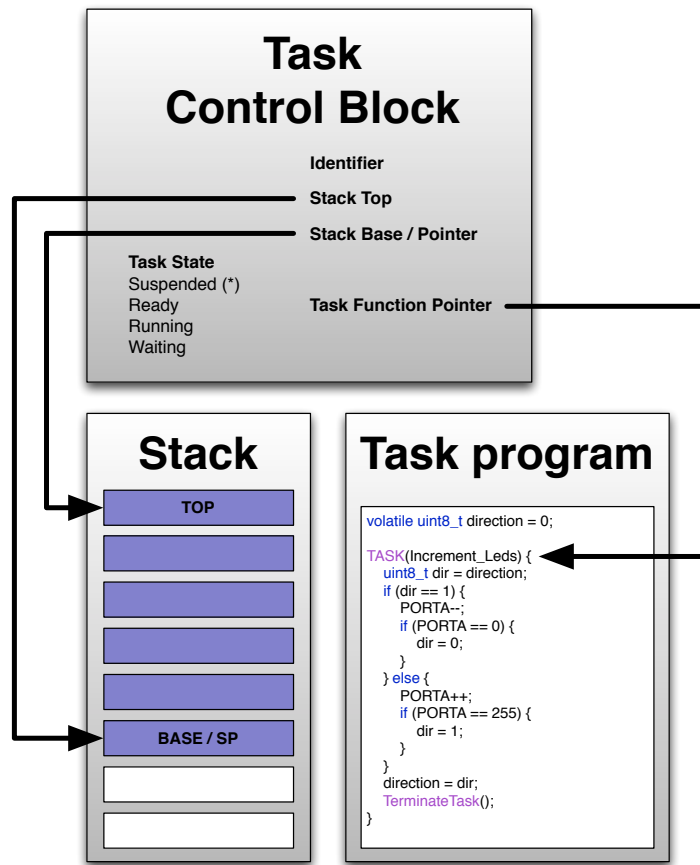 Task
Control Block
Identifier
Stack Top
Stack Base / Pointer
Task State
Suspended (*)
Ready
Running
Waiting
Task Function Pointer
Stack
TOP
BASE / SP
Task program
volatile uint8_t direction = 0;
TASK(Increment_Leds) {
uint8_t dir = direction;
if (dir == 1) {
PORTA--;
if (PORTA == 0) {
dir = 0;
}
} else {
PORTA++;
if (PORTA == 255) {
dir = 1;
}
}
direction = dir;
TerminateTask();
}